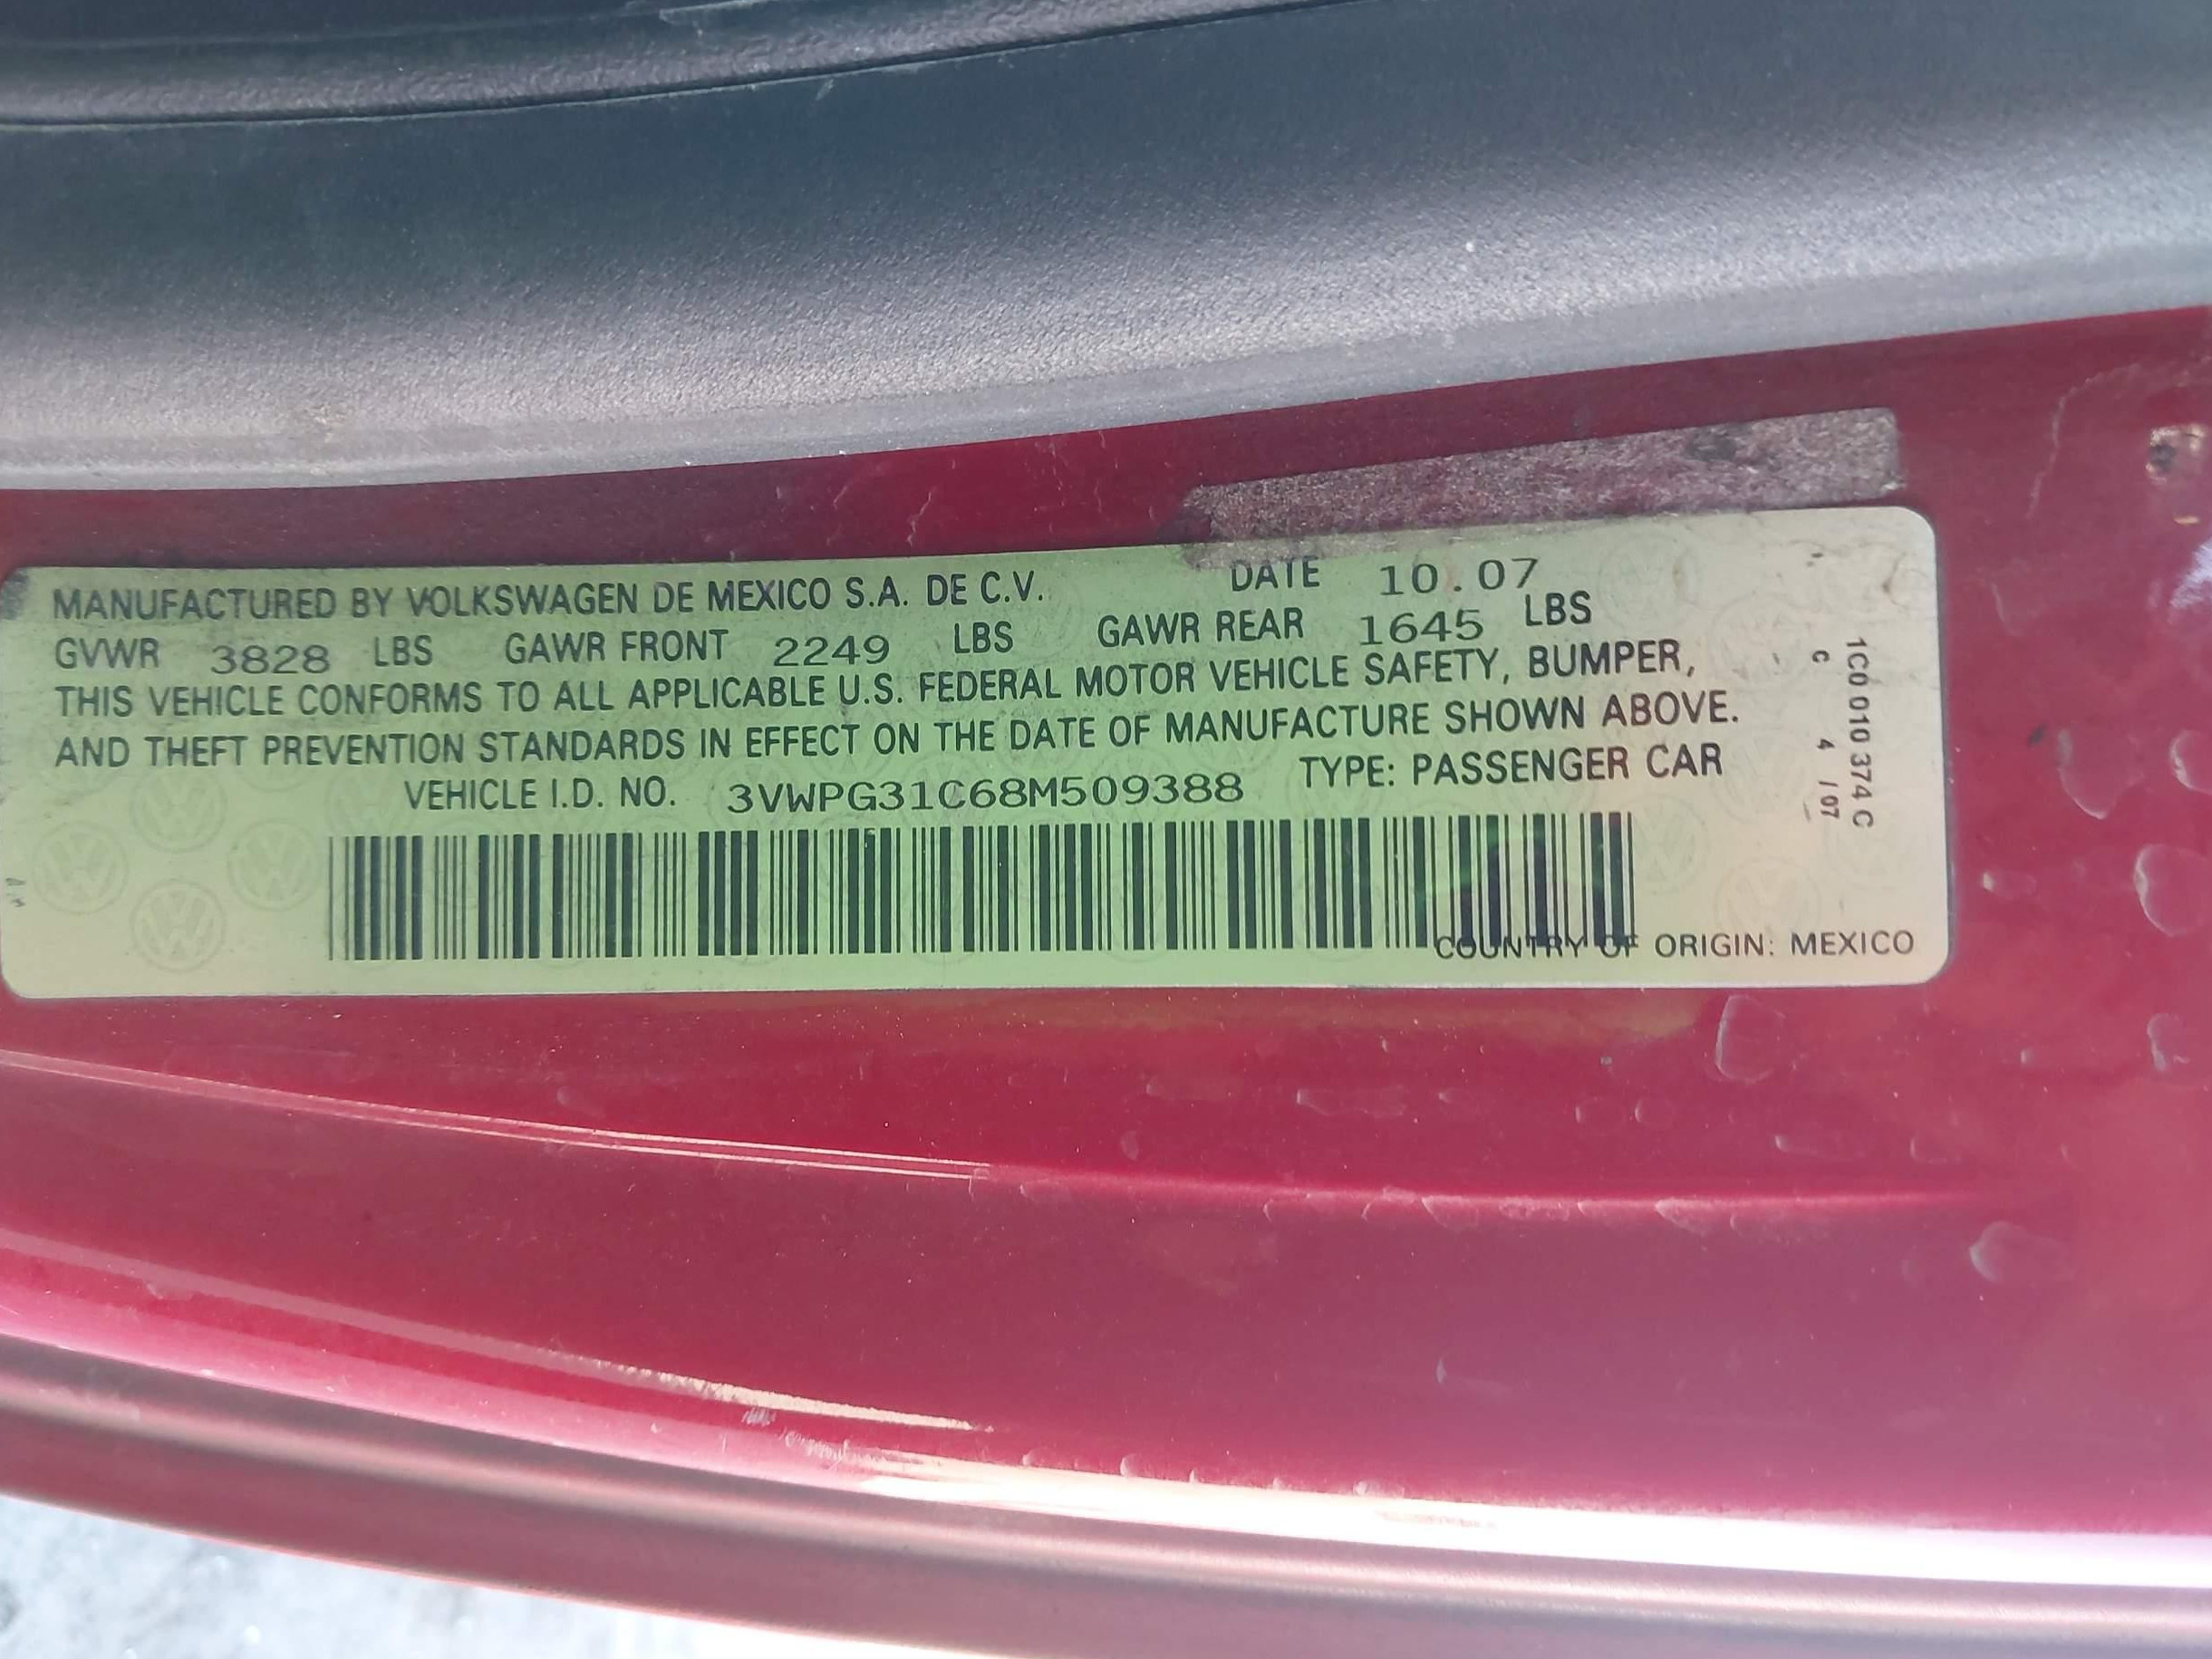 MANUFACTURED BY VOLKSWAGEN DE MEXICO S.A. DE C.V. DATE 10.07
GVWR 3828 LBS GAWR FRONT 2249 LBS GAWR REAR 1645 LBS
THIS VEHICLE CONFORMS TO ALL APPLICABLE U.S. FEDERAL MOTOR VEHICLE SAFETY, BUMPER,
AND THEFT PREVENTION STANDARDS IN EFFECT ON THE DATE OF MANUFACTURE SHOWN ABOVE.
VEHICLE I.D. NO. 3VWPG31C68M509388 TYPE: PASSENGER CAR
COUNTRY OF ORIGIN: MEXICO
1C0 010 374 C
C 4 / 07